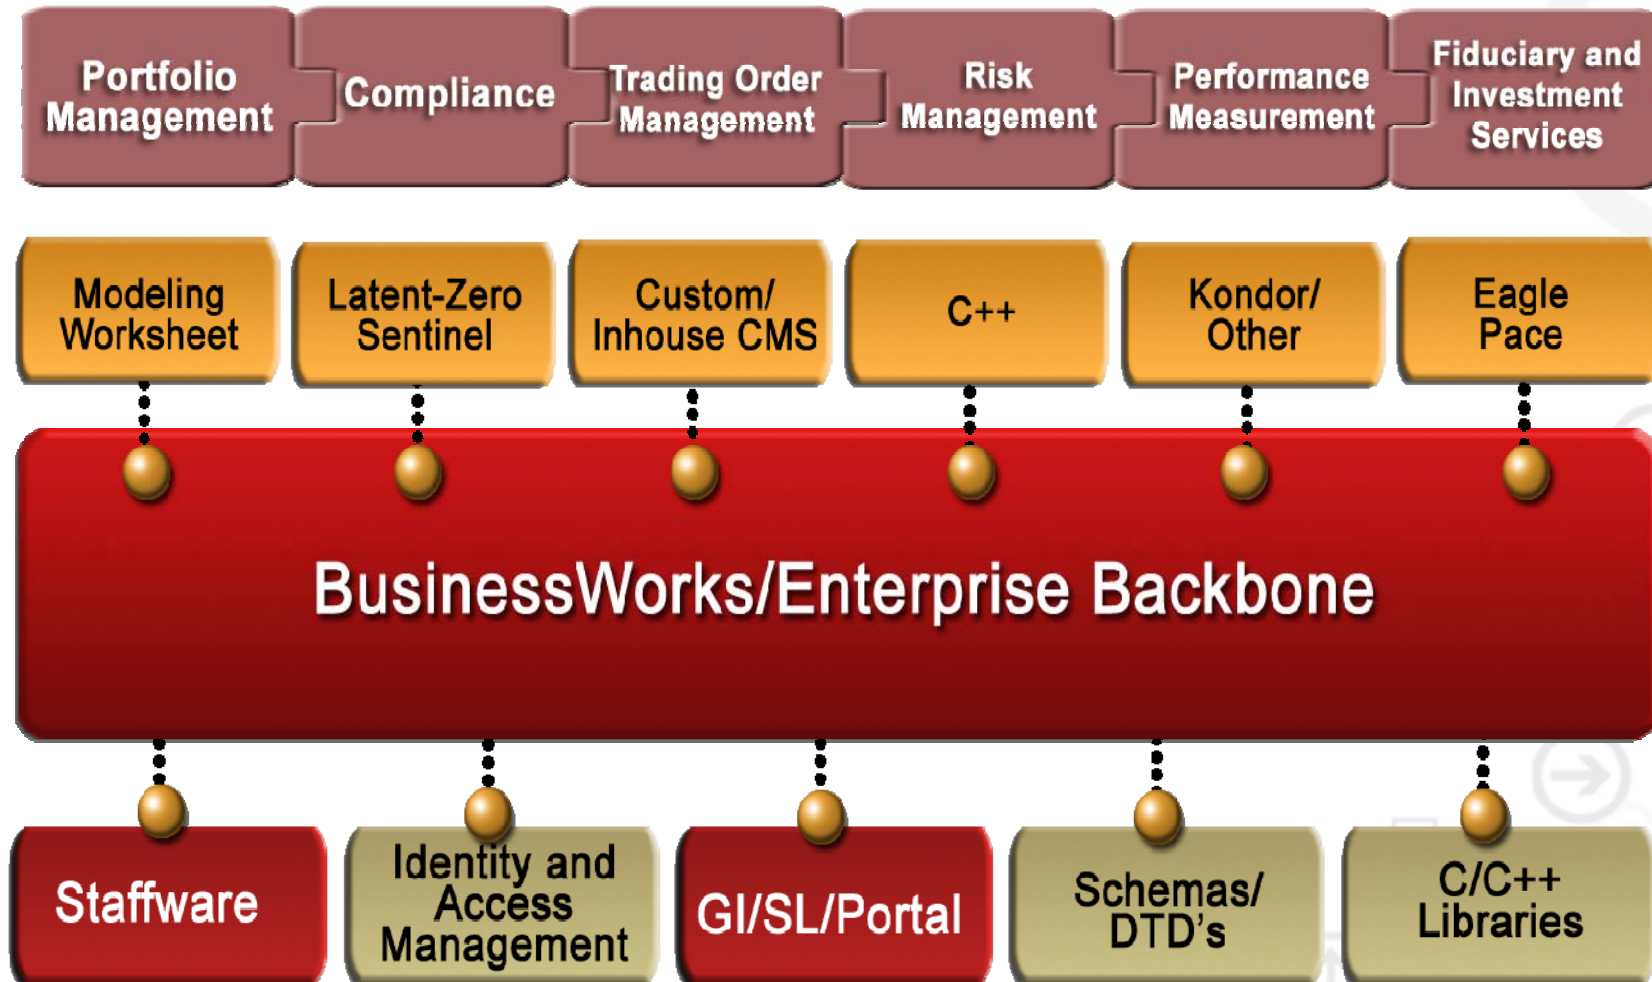 Portfolio
Management
Compliance
Trading Order
Management
Risk
Management
Performance
Measurement
Fiduciary and
Investment
Services
Modeling
Worksheet
Latent-Zero
Sentinel
Custom/
Inhouse CMS
C++
Kondor/
Other
Eagle
Pace
BusinessWorks/Enterprise Backbone
Staffware
Identity and
Access
Management
GI/SL/Portal
Schemas/
DTD's
C/C++
Libraries